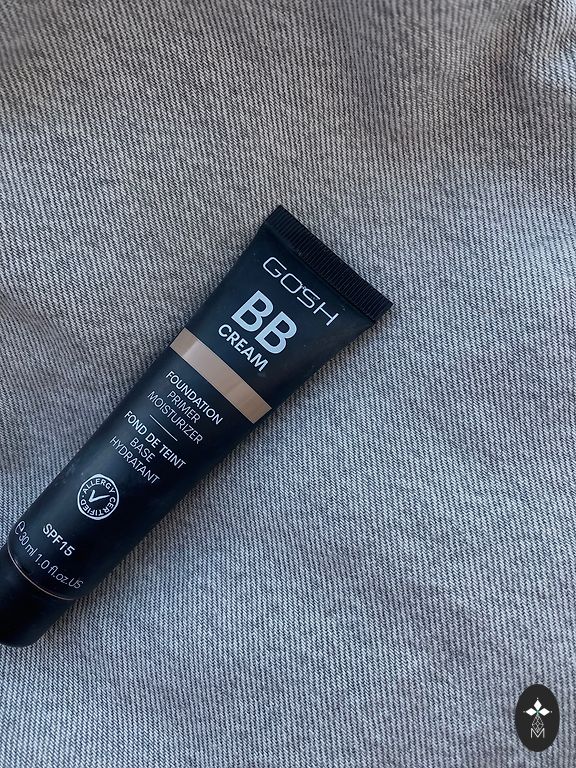 GOSH
BB
CREAM
FOUNDATION
PRIMER
MOISTURIZER
FOND DE TEINT
BASE
HYDRATANT
ALLERGY CERTIFIED
SPF15
℮ 30 ml 1.0 fl.oz.US
M